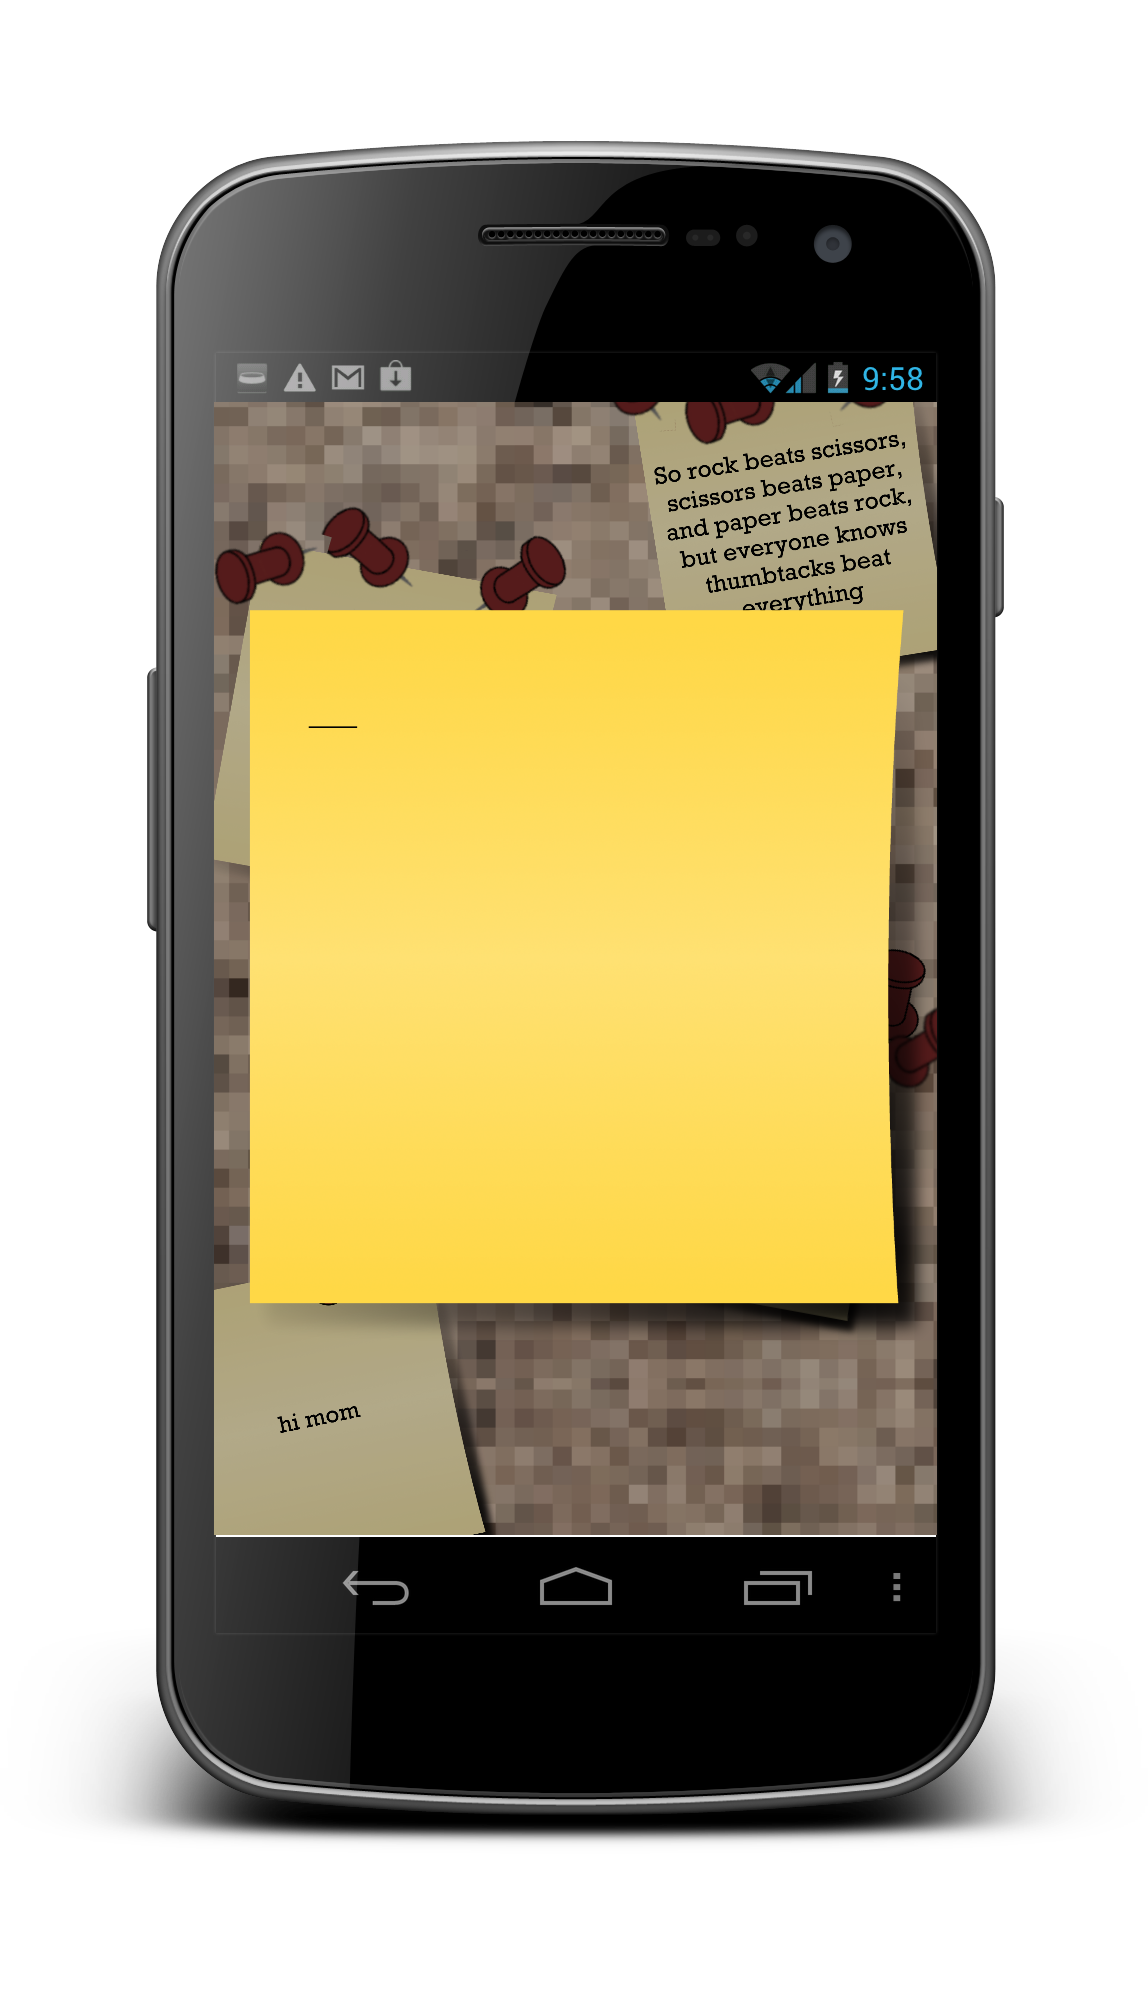 9:58
So rock beats scissors,
scissors beats paper,
and paper beats rock,
but everyone knows
thumbtacks beat
everything
hi mom